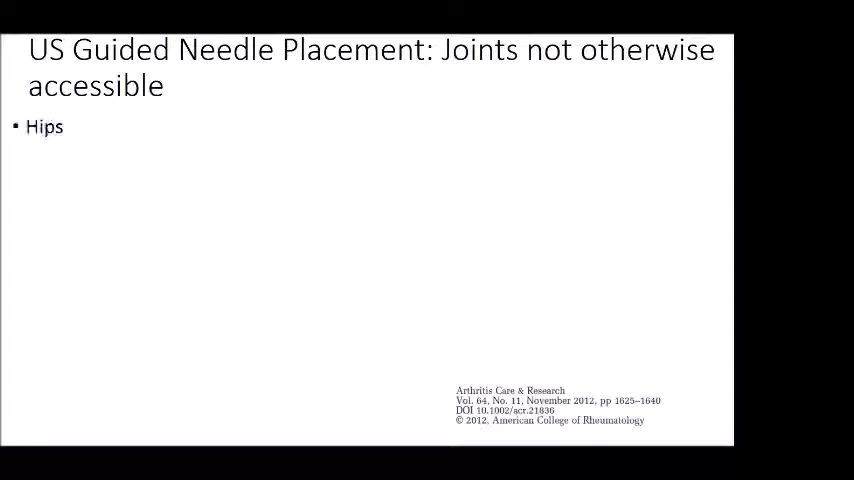 US Guided Needle Placement: Joints not otherwise
accessible
• Hips
Arthritis Care & Research
Vol. 64, No. 11, November 2012, pp 1625–1640
DOI 10.1002/acr.21836
© 2012, American College of Rheumatology